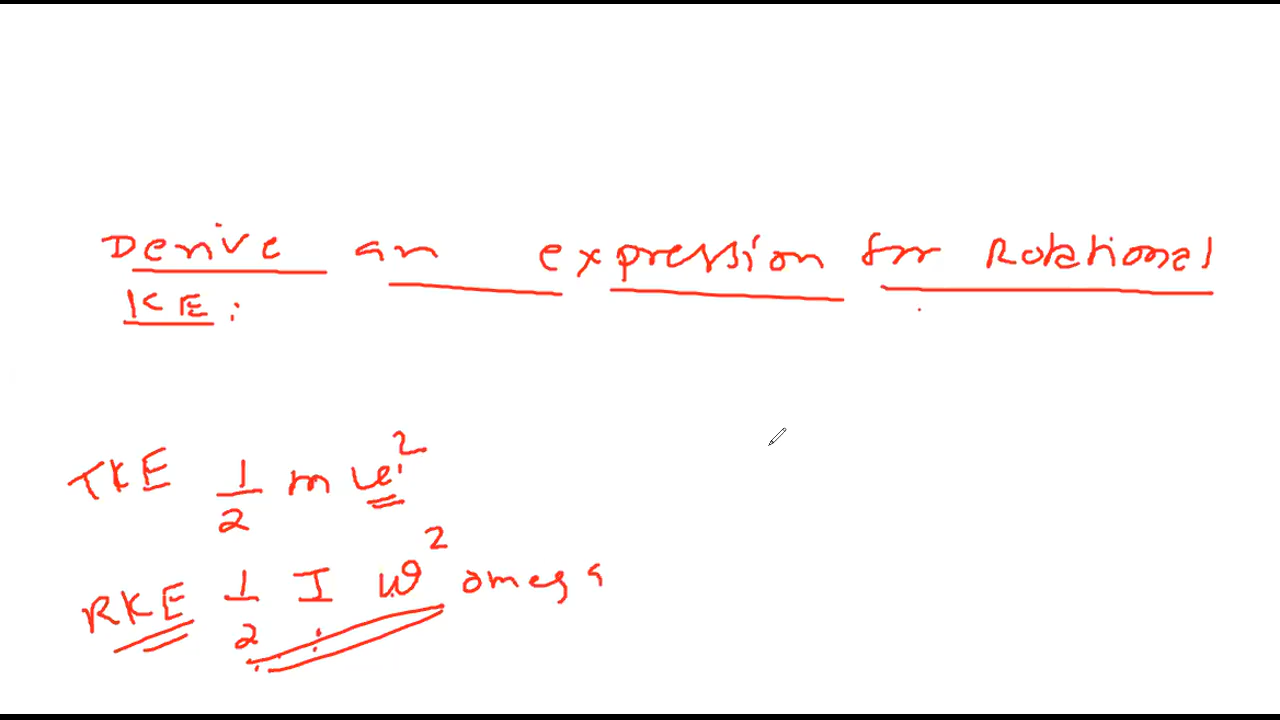 Derive an expression for Rotational
KE:
TKE 1/2 m v²
RKE 1/2 I ω² omega